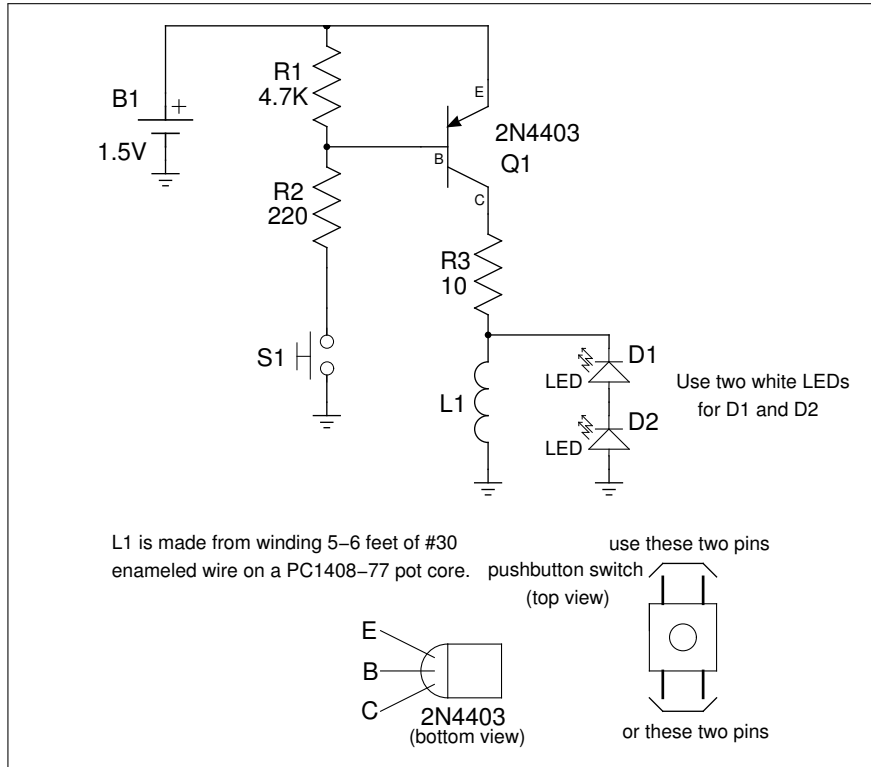 R1
4.7K
B1
+
1.5V
E
2N4403
B
Q1
R2
220
C
R3
10
S1
D1
LED
L1
D2
LED
Use two white LEDs
for D1 and D2
L1 is made from winding 5−6 feet of #30
enameled wire on a PC1408−77 pot core.
use these two pins
pushbutton switch
(top view)
E
B
C
2N4403
(bottom view)
or these two pins